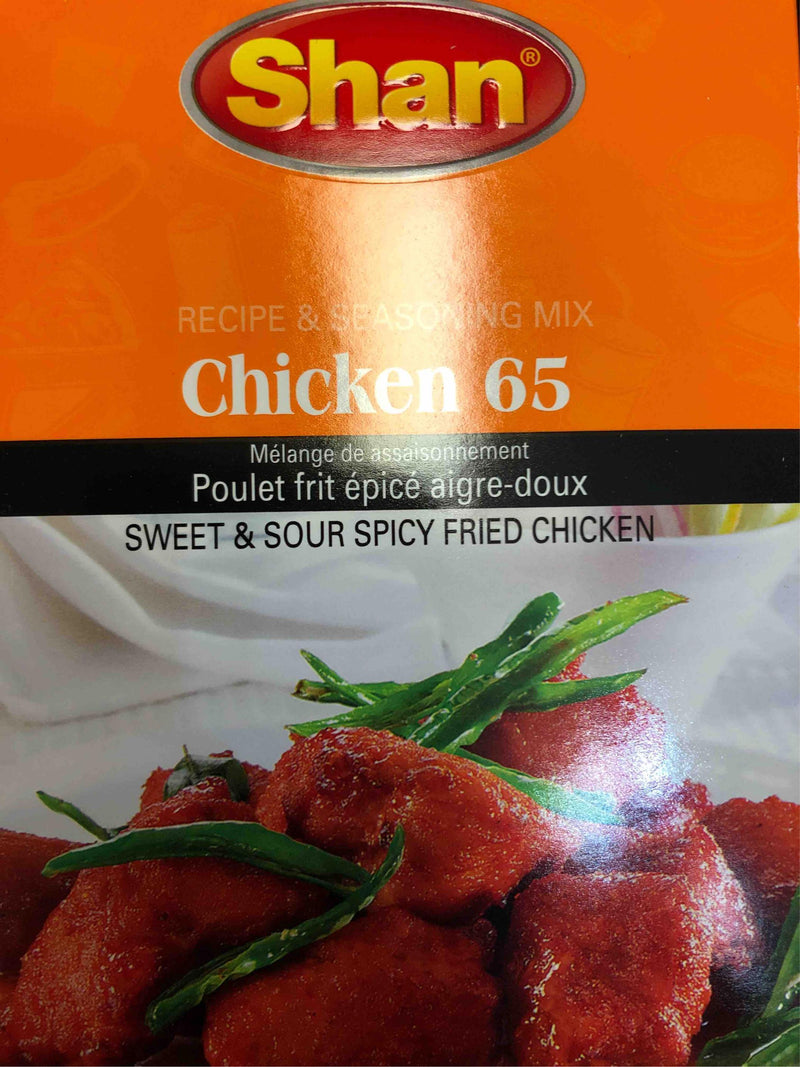 Shan®
RECIPE & SEASONING MIX
Chicken 65
Mélange de assaisonnement
Poulet frit épicé aigre-doux
SWEET & SOUR SPICY FRIED CHICKEN